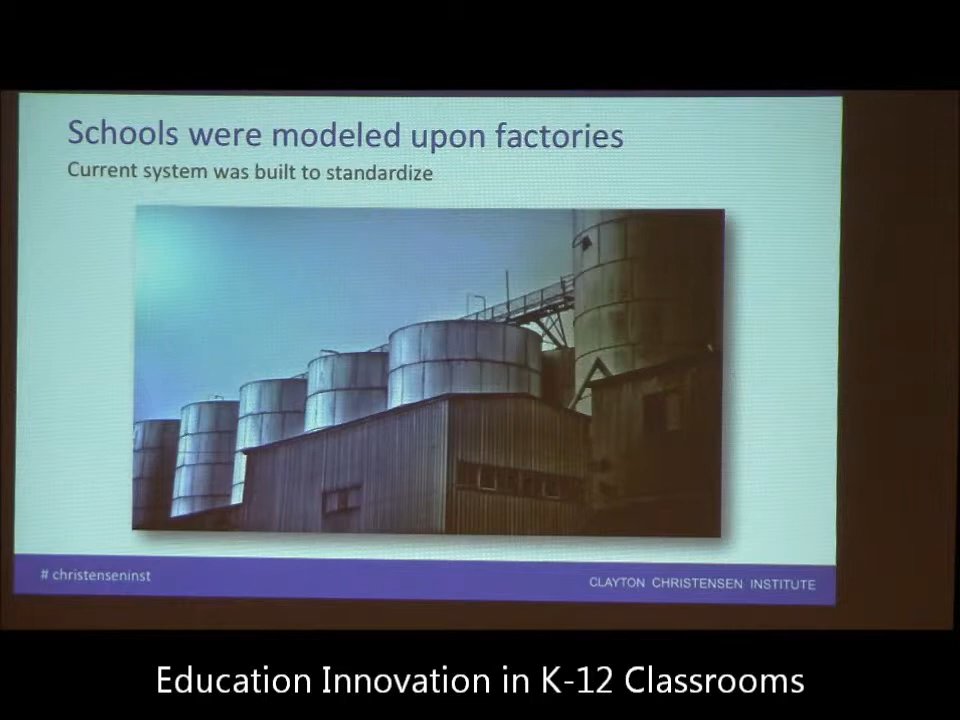 Schools were modeled upon factories
Current system was built to standardize
# christenseninst
CLAYTON CHRISTENSEN INSTITUTE
Education Innovation in K-12 Classrooms